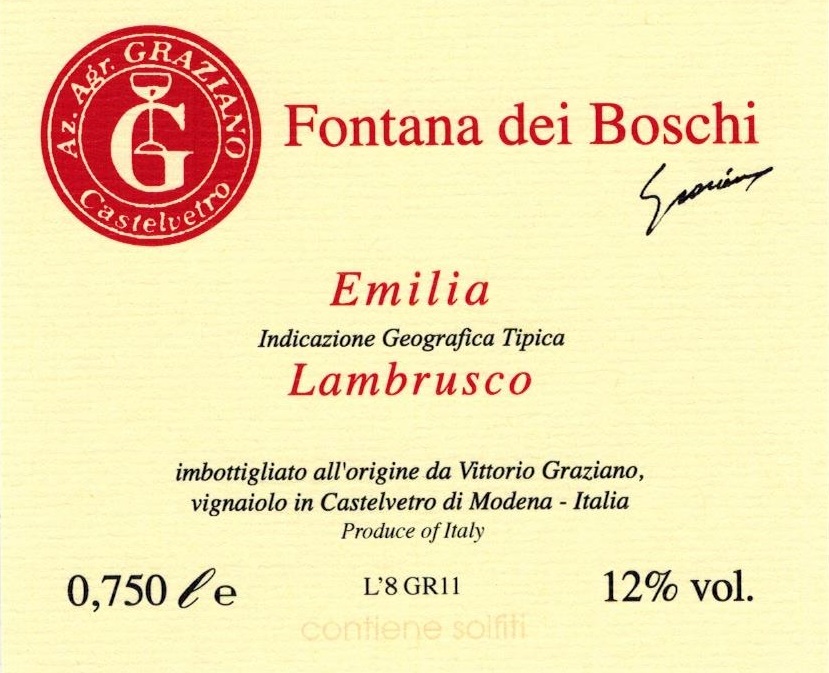 Az. Agr. GRAZIANO
G
Castelvetro
Fontana dei Boschi
Emilia
Indicazione Geografica Tipica
Lambrusco
imbottigliato all'origine da Vittorio Graziano,
vignaiolo in Castelvetro di Modena - Italia
Produce of Italy
0,750 ℓ e
L'8 GR11
12% vol.
contiene solfiti